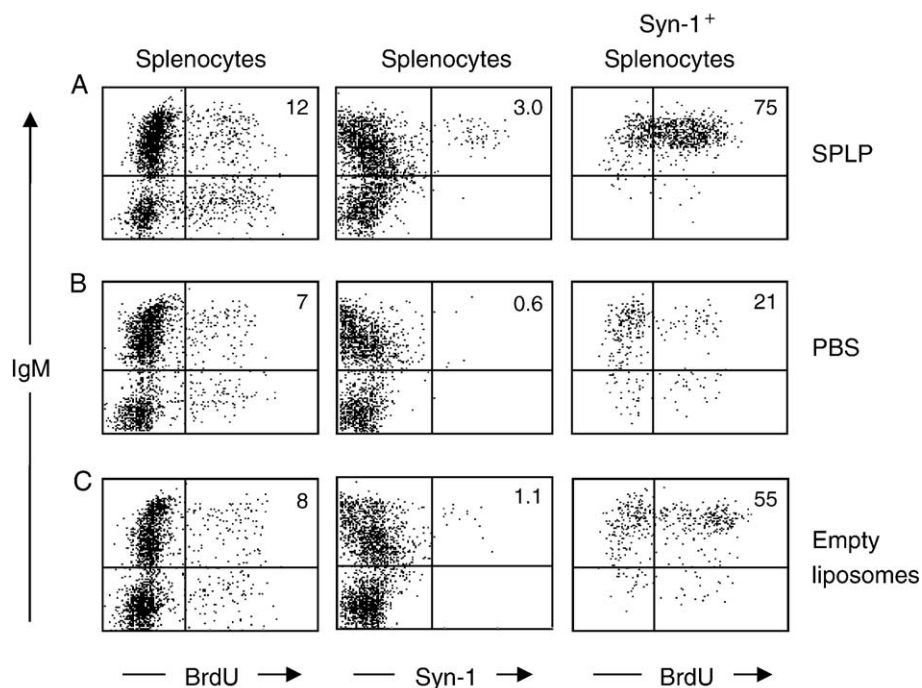 Syn-1+
Splenocytes Splenocytes Splenocytes
A 12 3.0 75 SPLP
B 7 0.6 21 PBS
IgM
C 8 1.1 55 Empty
liposomes
BrdU Syn-1 BrdU